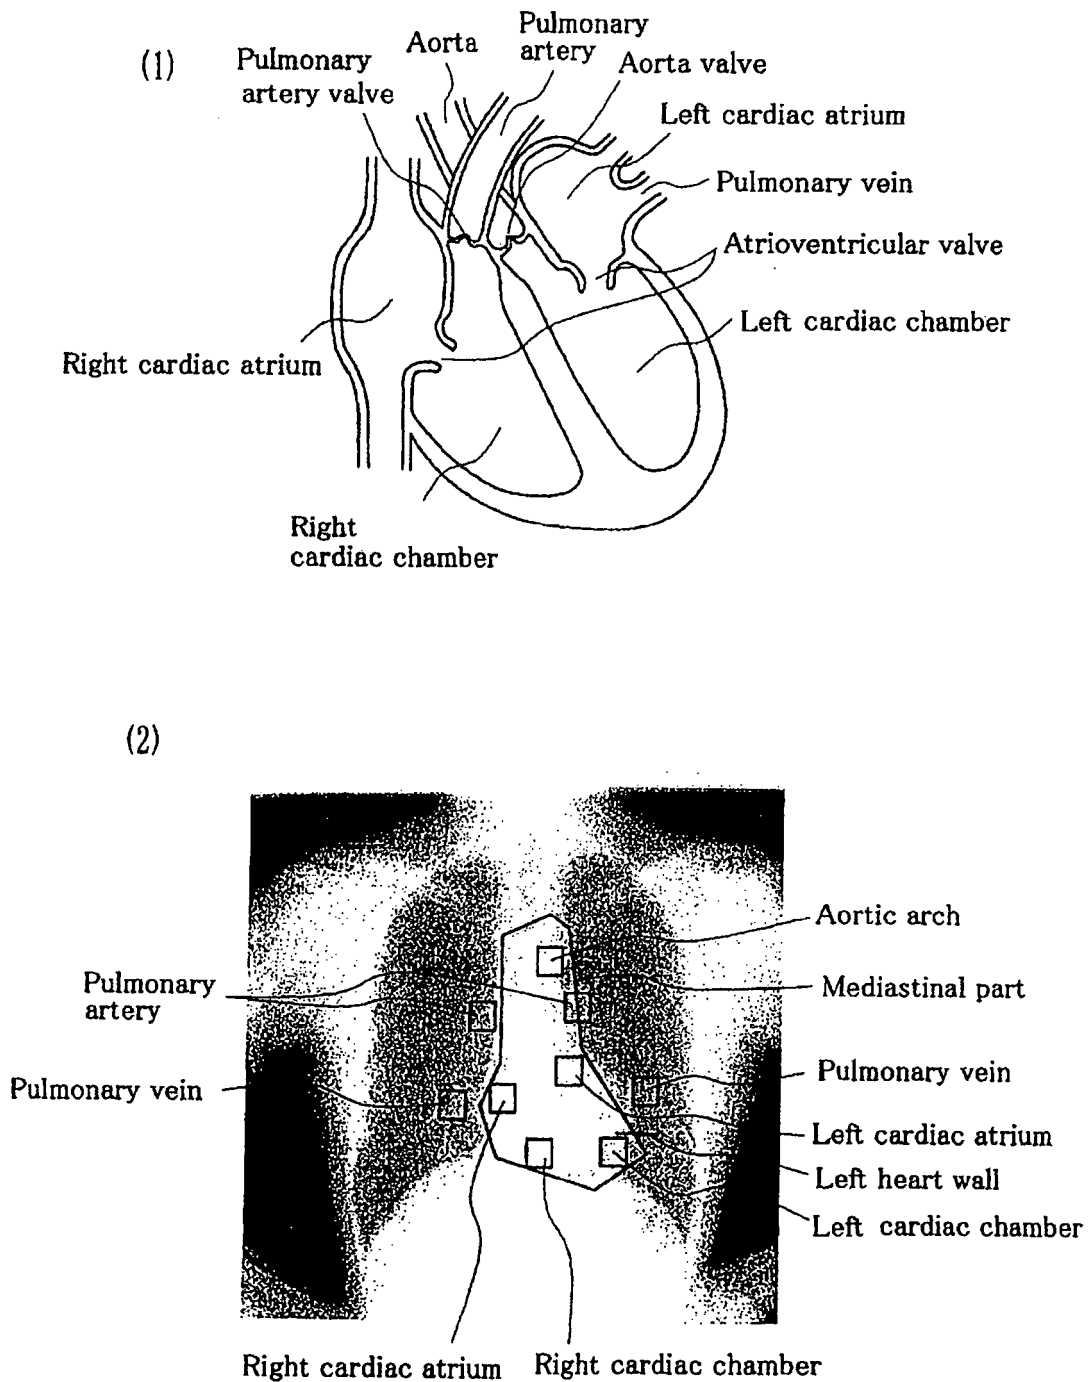 (1)
Pulmonary
artery valve
Aorta
Pulmonary
artery
Aorta valve
Left cardiac atrium
Pulmonary vein
Atrioventricular valve
Left cardiac chamber
Right cardiac atrium
Right
cardiac chamber
(2)
Aortic arch
Mediastinal part
Pulmonary
artery
Pulmonary vein
Pulmonary vein
Left cardiac atrium
Left heart wall
Left cardiac chamber
Right cardiac atrium
Right cardiac chamber